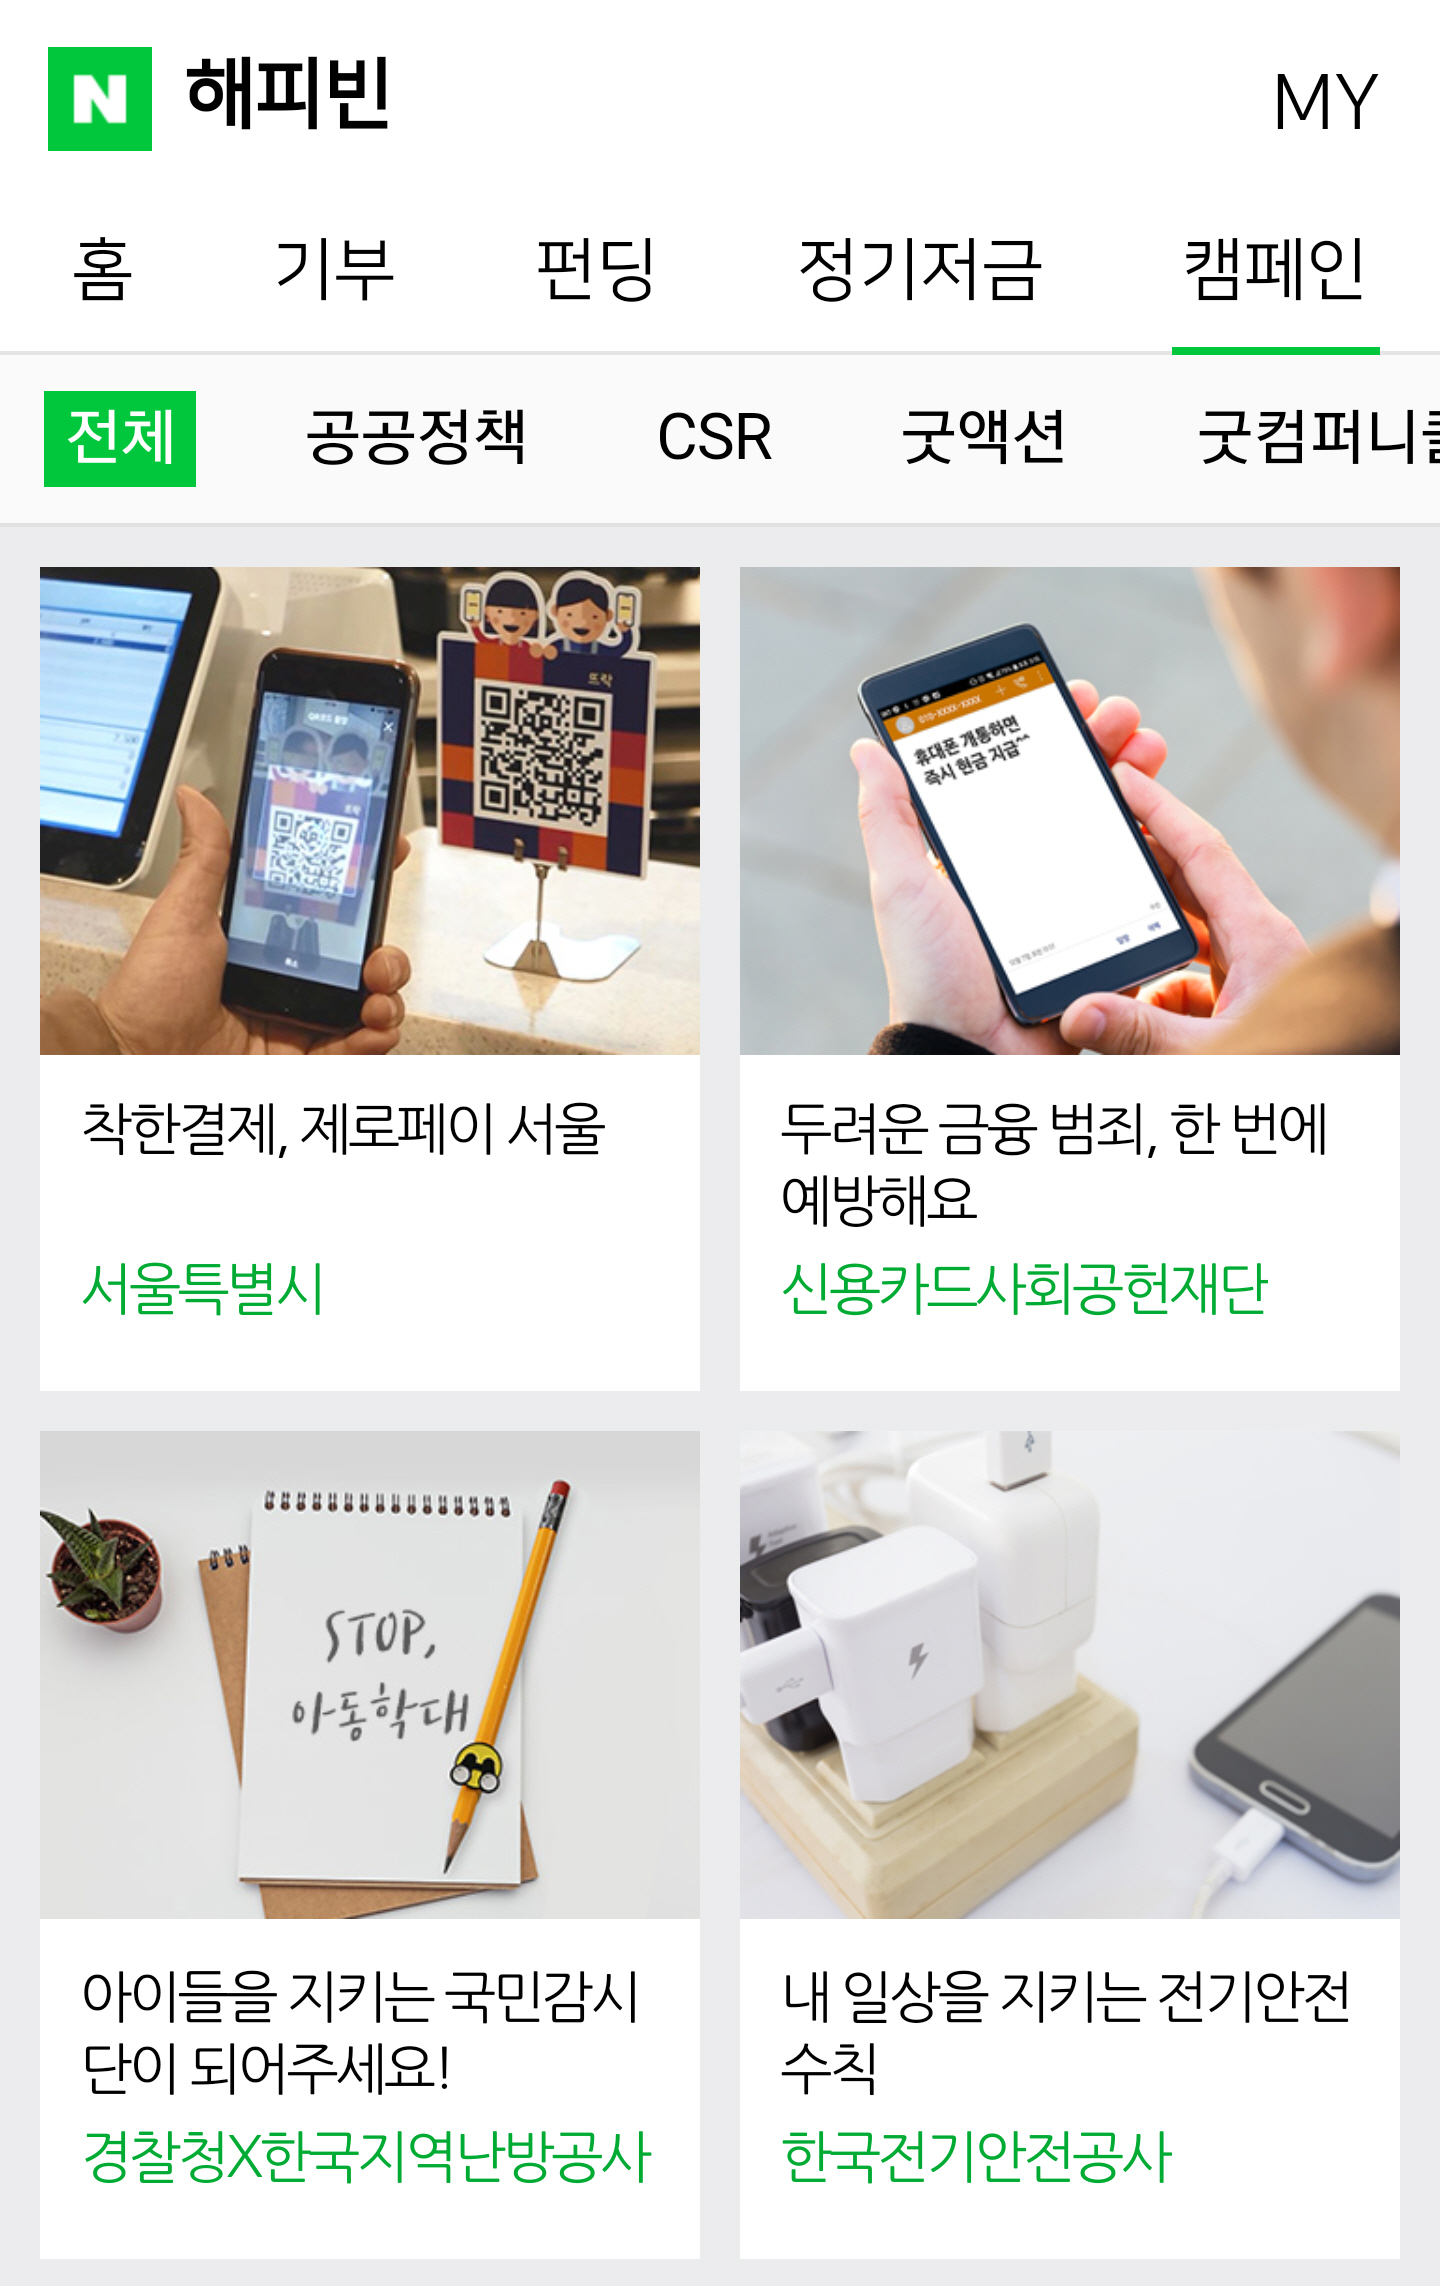 N 해피빈
MY
홈 기부 펀딩 정기저금 캠페인
전체 공공정책 CSR 굿액션 굿컴퍼니
뜨락
010-XXXX-XXXX
휴대폰 개통하면
즉시 현금 지급^^
착한결제, 제로페이 서울
서울특별시
두려운 금융 범죄, 한 번에
예방해요
신용카드사회공헌재단
STOP,
아동학대
아이들을 지키는 국민감시
단이 되어주세요!
경찰청X한국지역난방공사
내 일상을 지키는 전기안전
수칙
한국전기안전공사